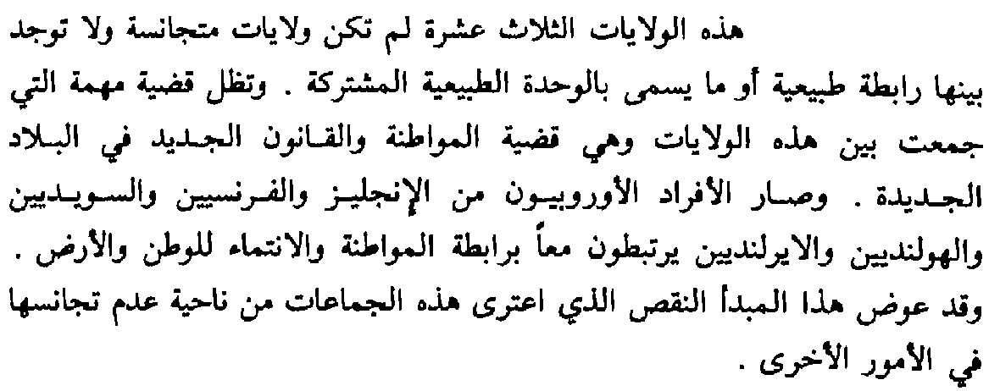 هذه الولايات الثلاث عشرة لم تكن ولايات متجانسة ولا توجد
بينها رابطة طبيعية أو ما يسمى بالوحدة الطبيعية المشتركة . وتظل قضية مهمة التي
جمعت بين هذه الولايات وهي قضية المواطنة والقانون الجديد في البلاد
الجديدة . وصار الأفراد الأوروبيون من الإنجليز والفرنسيين والسويديين
والهولنديين والايرلنديين يرتبطون معاً برابطة المواطنة والانتماء للوطن والأرض .
وقد عوض هذا المبدأ النقص الذي اعترى هذه الجماعات من ناحية عدم تجانسها
في الأمور الأخرى .